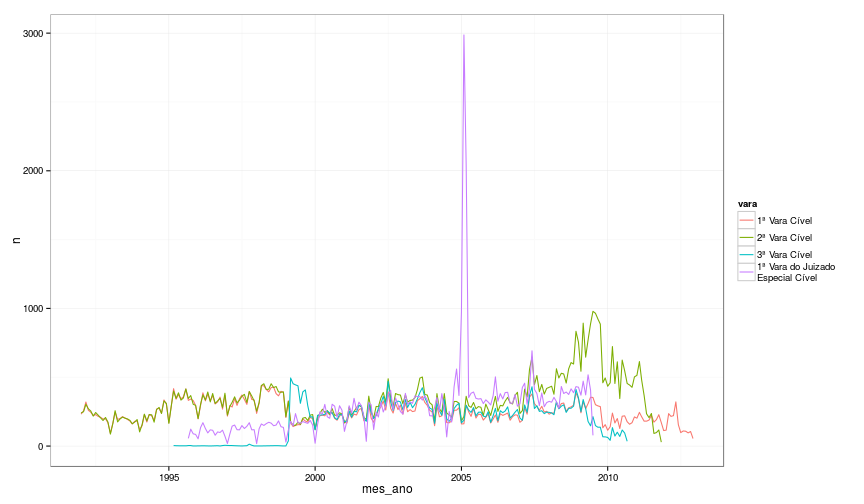 3000
2000
1000
0
n
1995
2000
2005
2010
mes_ano
vara
1ª Vara Cível
2ª Vara Cível
3ª Vara Cível
1ª Vara do Juizado
Especial Cível